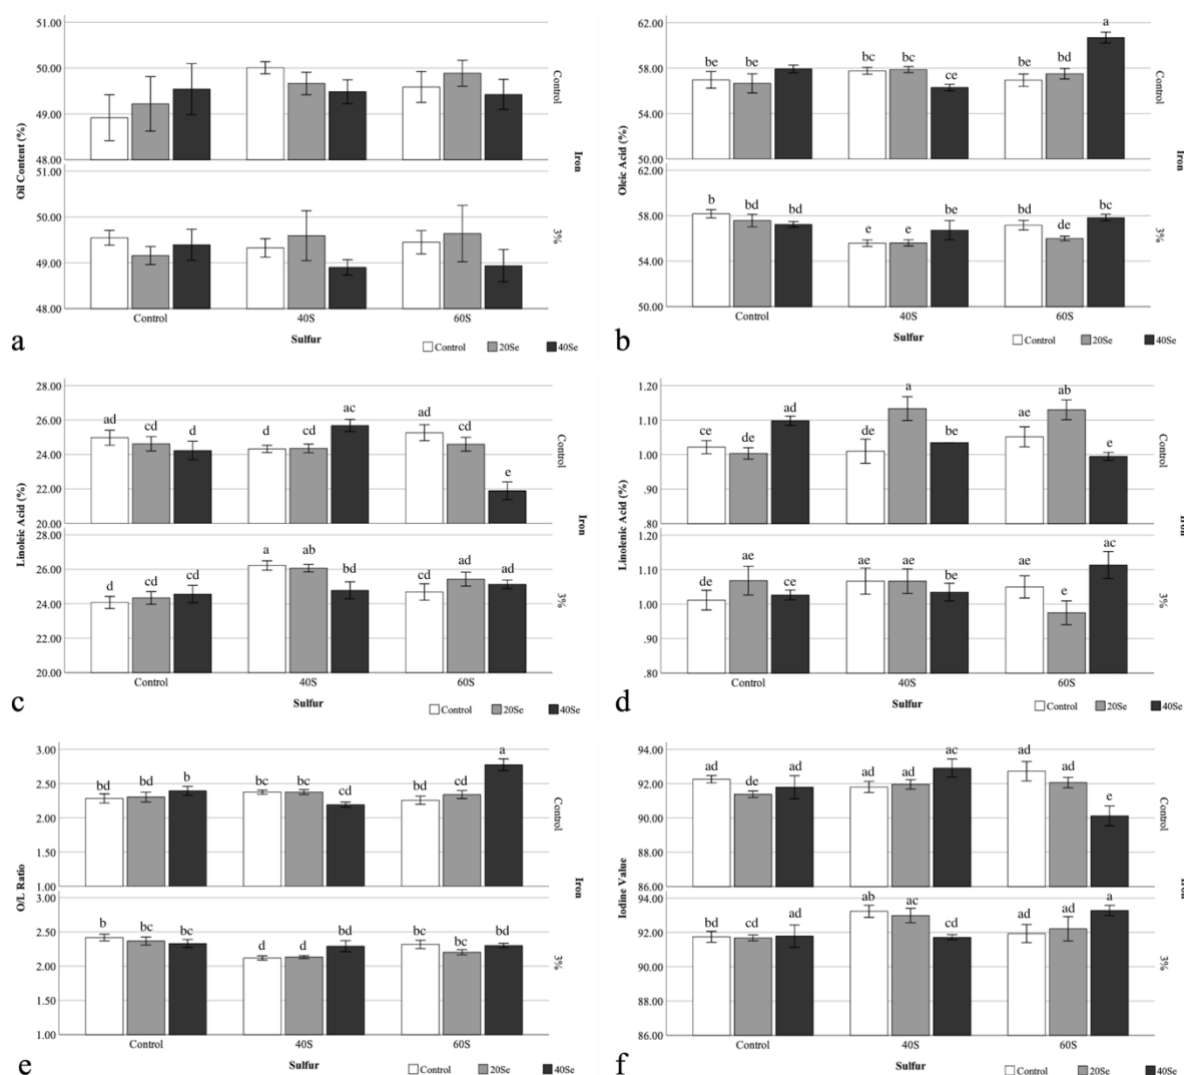 51.00
50.00
49.00
48.00
Control
51.00
50.00
49.00
48.00
3%
Oil Content (%)
Iron
Control 40S 60S
Sulfur
Control 20Se 40Se
a
62.00
58.00
54.00
50.00
be be be bc bc ce be bd a
Control
62.00
58.00
54.00
50.00
b bd bd e e be bd de bc
3%
Oleic Acid (%)
Iron
Control 40S 60S
Sulfur
Control 20Se 40Se
b
28.00
26.00
24.00
22.00
20.00
ad cd d d cd ac ad cd e
Control
28.00
26.00
24.00
22.00
20.00
d cd cd a ab bd cd ad ad
3%
Linoleic Acid (%)
Iron
Control 40S 60S
Sulfur
Control 20Se 40Se
c
1.20
1.10
1.00
.90
.80
ce de ad de a be ae ab e
Control
1.20
1.10
1.00
.90
.80
de ae ce ae ae be ae e ac
3%
Linolenic Acid (%)
Iron
Control 40S 60S
Sulfur
Control 20Se 40Se
d
3.00
2.50
2.00
1.50
1.00
bd bd b bc bc cd bd cd a
Control
3.00
2.50
2.00
1.50
1.00
b bc bc d d bd bc bc bd
3%
O/L Ratio
Iron
Control 40S 60S
Sulfur
Control 20Se 40Se
e
94.00
92.00
90.00
88.00
86.00
ad de ad ad ad ac ad ad e
Control
94.00
92.00
90.00
88.00
86.00
bd cd ad ab ac cd ad ad a
3%
Iodine Value
Iron
Control 40S 60S
Sulfur
Control 20Se 40Se
f